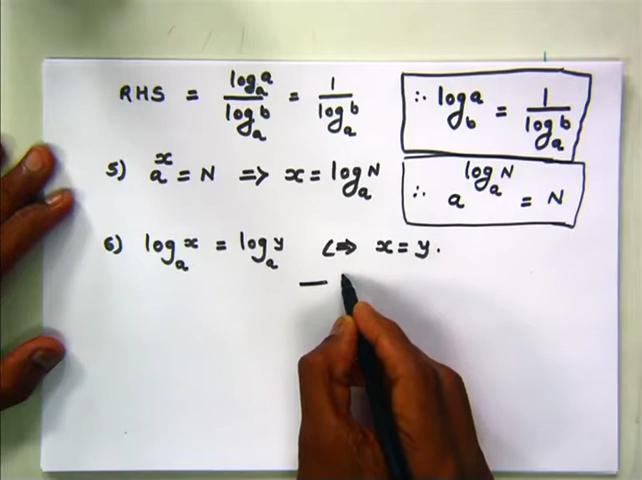 RHS = log_a a / log_a b = 1 / log_a b    ∴ log_b a = 1 / log_a b
5) a^x = N => x = log_a N    ∴ a^(log_a N) = N
6) log_a x = log_a y <=> x = y.